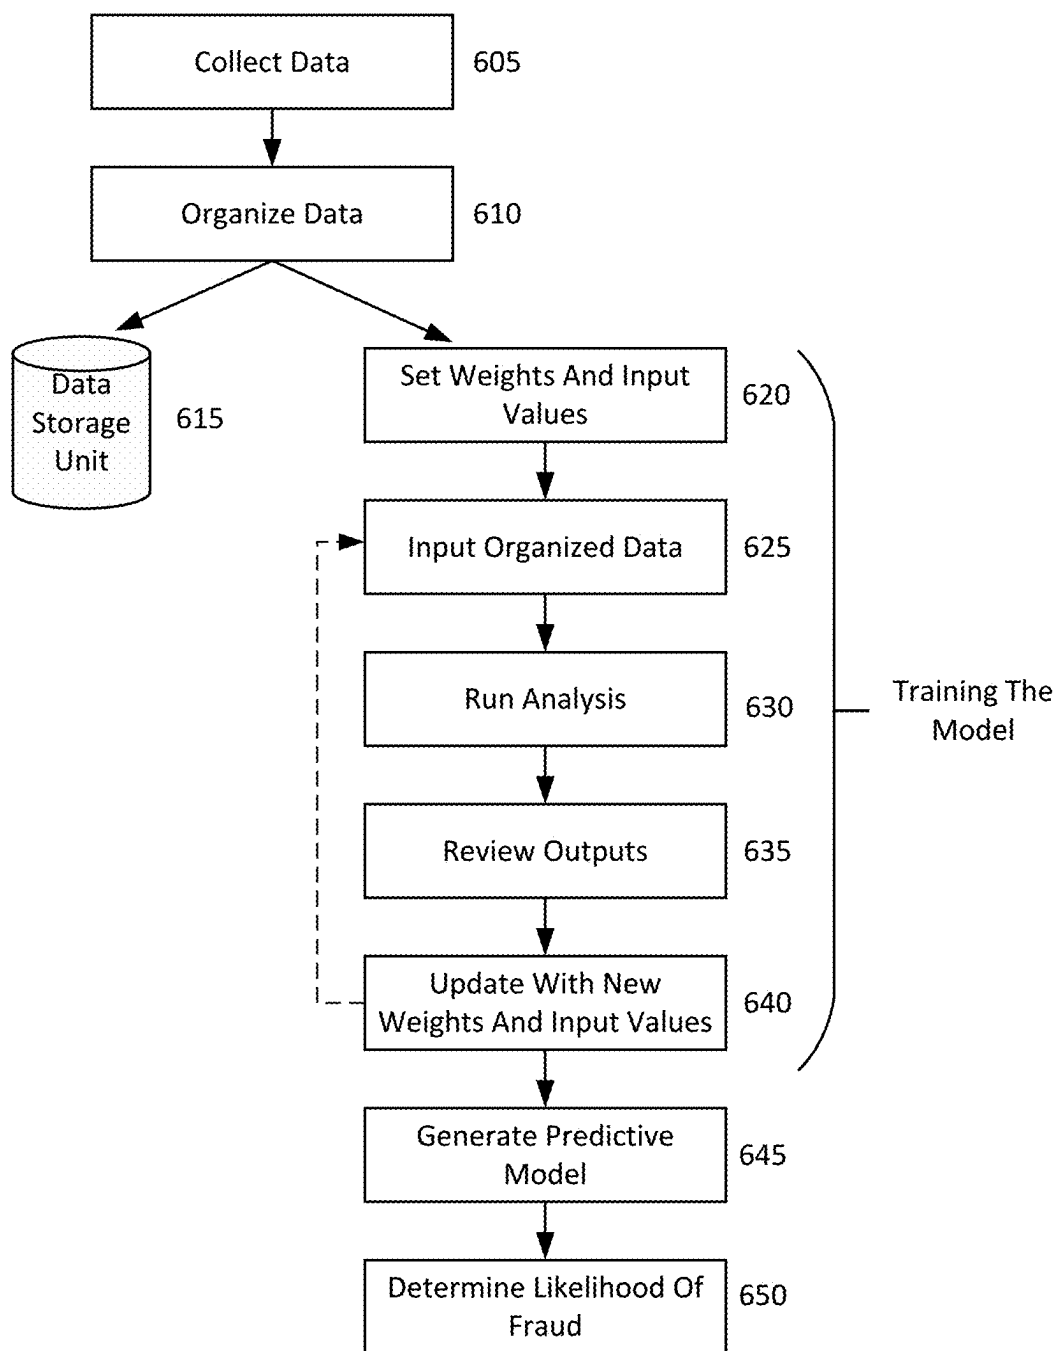 Collect Data
605
Organize Data
610
Data
Storage
Unit
615
Set Weights And Input
Values
620
Input Organized Data
625
Run Analysis
630
Training The
Model
Review Outputs
635
Update With New
Weights And Input Values
640
Generate Predictive
Model
645
Determine Likelihood Of
Fraud
650